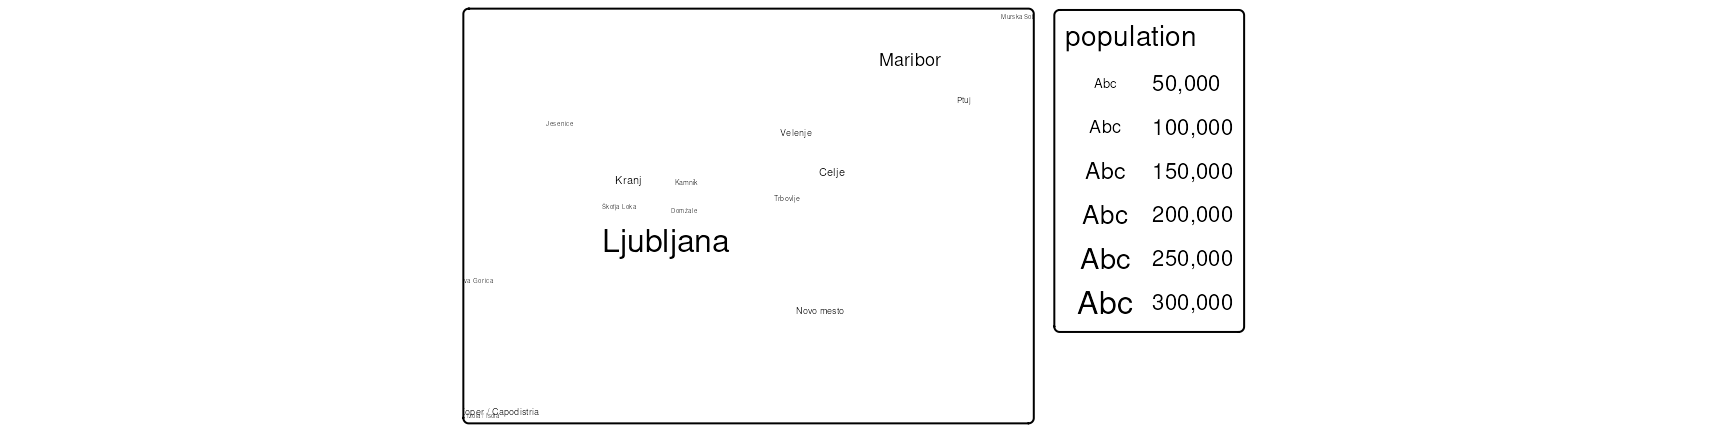 Murska So
Maribor
Ptuj
Jesenice
Velenje
Celje
Kranj
Kamnik
Trbovlje
Skofja Loka
Domžale
Ljubljana
va Gorica
Novo mesto
oper / Capodistria
population
Abc 50,000
Abc 100,000
Abc 150,000
Abc 200,000
Abc 250,000
Abc 300,000